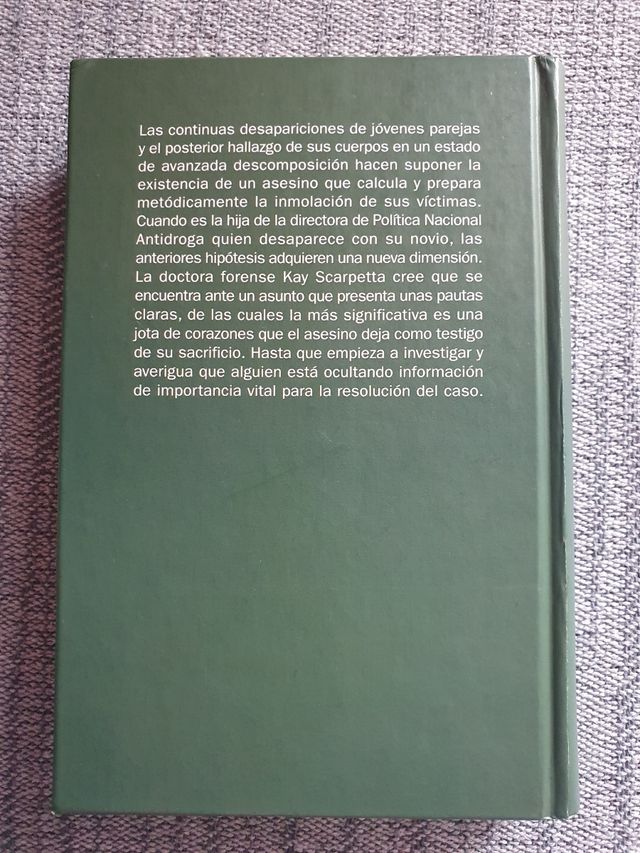 Las continuas desapariciones de jóvenes parejas
y el posterior hallazgo de sus cuerpos en un estado
de avanzada descomposición hacen suponer la
existencia de un asesino que calcula y prepara
metódicamente la inmolación de sus víctimas.
Cuando es la hija de la directora de Política Nacional
Antidroga quien desaparece con su novio, las
anteriores hipótesis adquieren una nueva dimensión.
La doctora forense Kay Scarpetta cree que se
encuentra ante un asunto que presenta unas pautas
claras, de las cuales la más significativa es una
jota de corazones que el asesino deja como testigo
de su sacrificio. Hasta que empieza a investigar y
averigua que alguien está ocultando información
de importancia vital para la resolución del caso.